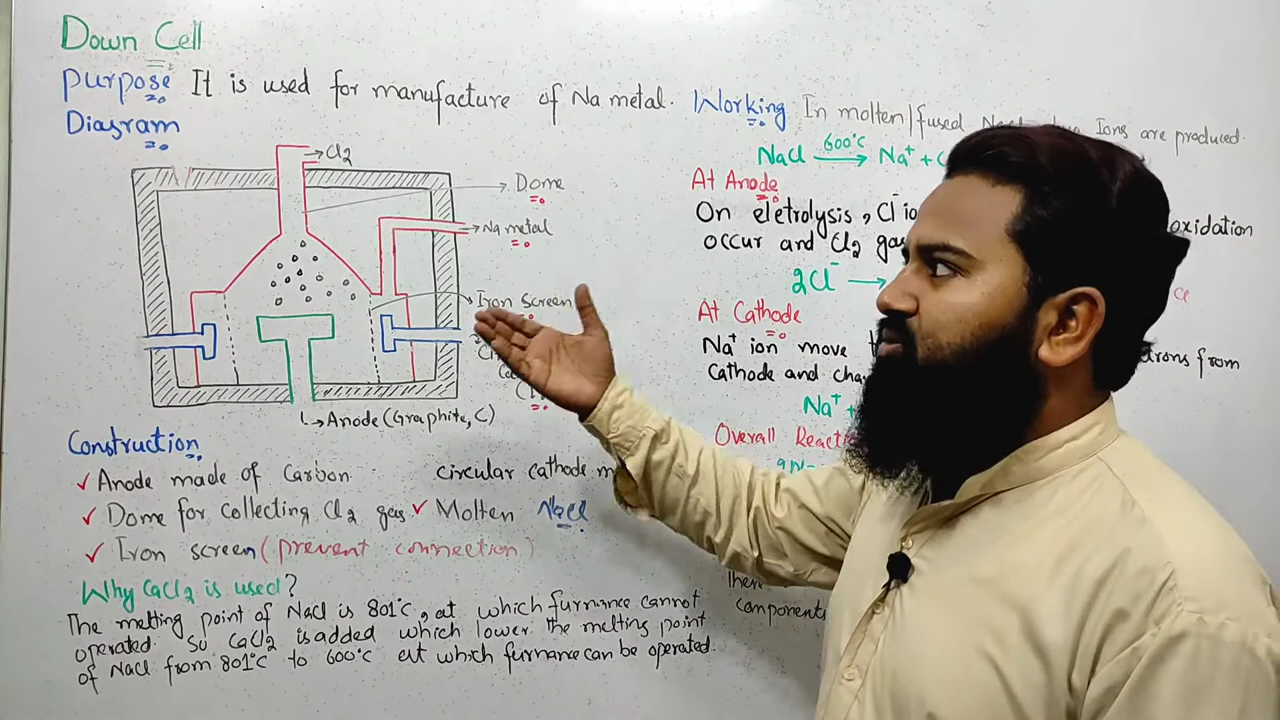 Down Cell
Purpose It is used for manufacture of Na metal.
Diagram
Cl2
Dome
Na metal
Iron Screen
Anode (Graphite, C)
Construction
✓ Anode made of Carbon
circular cathode
✓ Dome for collecting Cl2 gas
✓ Molten Nacl
✓ Iron screen (prevent connection)
Why CaCl2 is used?
The melting point of NaCl is 801°c, at which furnance cannot
operated. so CaCl2 is added which lower the melting point
of NaCl from 801°C to 600°c at which furnance can be operated.
Working In molten/fused Ions are produced.
NaCl 600°C → Na+ +
At Anode
On eletrolysis, Cl- oxidation
occur and Cl2 gas
2Cl- →
At Cathode
Na+ ion move from
Cathode and
Na+ +
Overall
components